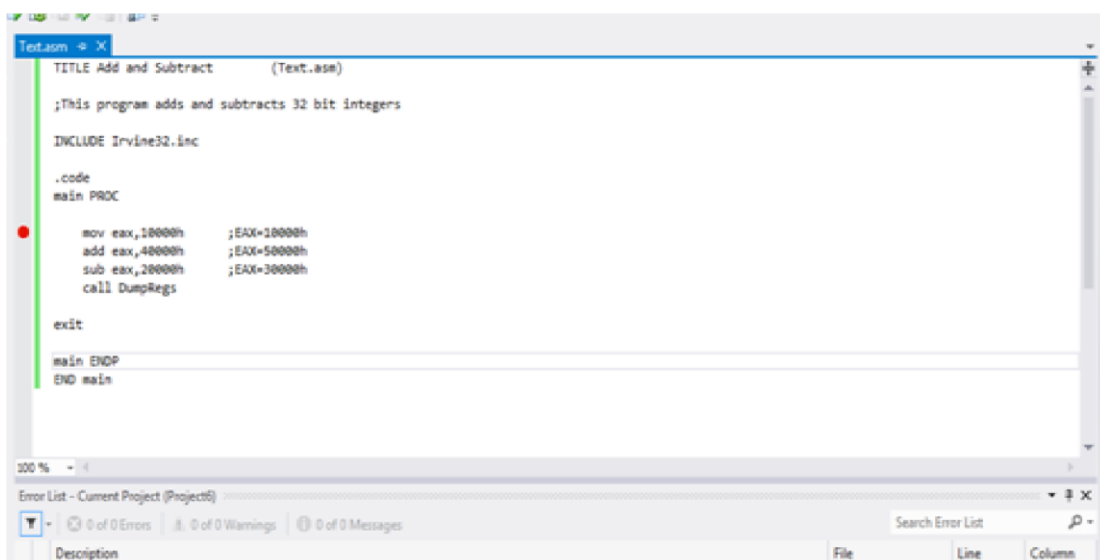 Text.asm
TITLE Add and Subtract (Text.asm)
;This program adds and subtracts 32 bit integers
INCLUDE Irvine32.inc
.code
main PROC
mov eax,10000h ;EAX=10000h
add eax,40000h ;EAX=50000h
sub eax,20000h ;EAX=30000h
call DumpRegs
exit
main ENDP
END main
100 %
Error List - Current Project (Project6)
0 of 0 Errors 0 of 0 Warnings 0 of 0 Messages Search Error List
Description File Line Column